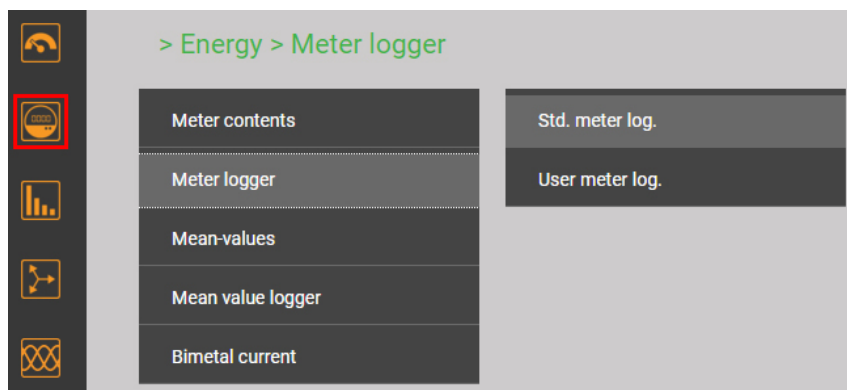 > Energy > Meter logger
Meter contents
Meter logger
Mean-values
Mean value logger
Bimetal current
Std. meter log.
User meter log.